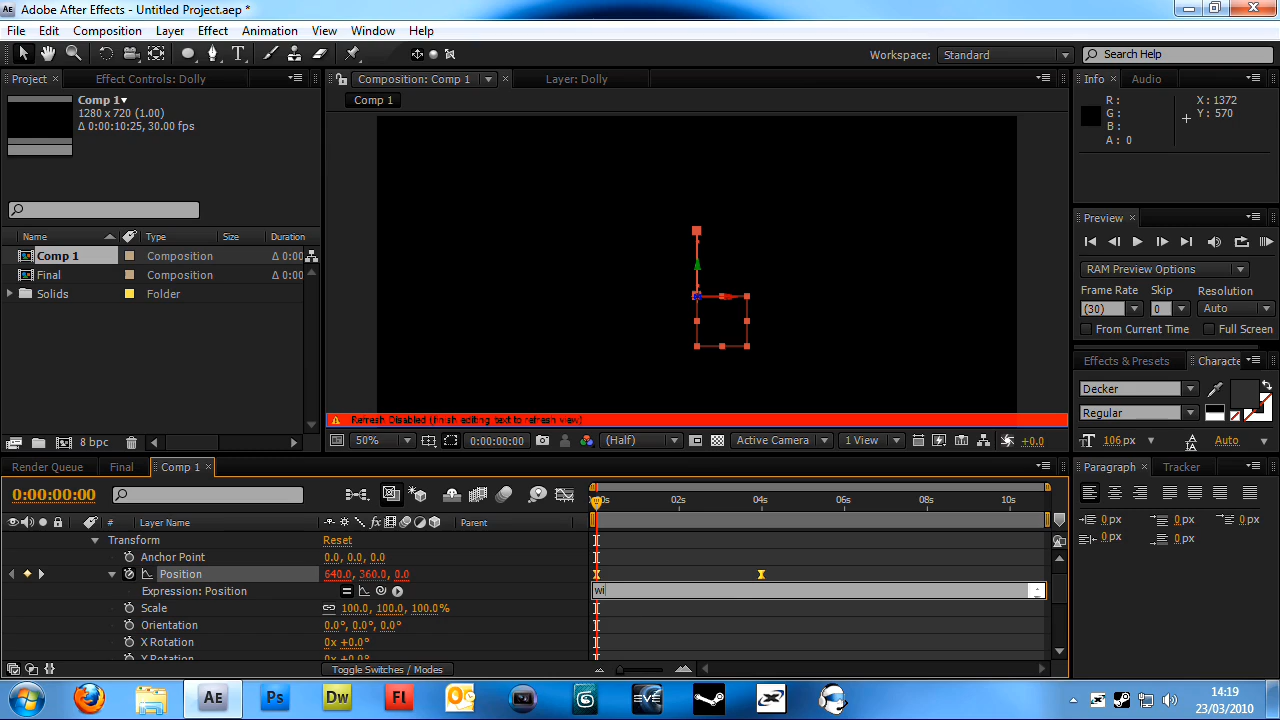 AE Adobe After Effects - Untitled Project.aep *
File Edit Composition Layer Effect Animation View Window Help
Workspace: Standard Search Help
Project Effect Controls: Dolly Composition: Comp 1 Layer: Dolly Info Audio
Comp 1
1280 x 720 (1.00)
Δ 0:00:10:25, 30.00 fps
Comp 1
R :
G :
B :
A : 0
X : 1372
Y : 570
Name Type Size Duration
Comp 1 Composition Δ 0:00
Final Composition Δ 0:00
Solids Folder
Preview
RAM Preview Options
Frame Rate Skip Resolution
(30) 0 Auto
From Current Time Full Screen
Effects & Presets Characte
Decker
Regular
106 px Auto
Refresh Disabled (finish editing text to refresh view)
8 bpc
50% 0:00:00:00 (Half) Active Camera 1 View +0.0
Render Queue Final Comp 1
0:00:00:00
02s 04s 06s 08s 10s
# Layer Name Parent
Transform Reset
Anchor Point 0.0, 0.0, 0.0
Position 640.0, 360.0, 0.0
Expression: Position wi
Scale 100.0, 100.0, 100.0%
Orientation 0.0°, 0.0°, 0.0°
X Rotation 0x +0.0°
Y Rotation 0x +0.0°
Toggle Switches / Modes
Paragraph Tracker
0 px 0 px 0 px
0 px 0 px
Ae Ps Dw Fl EVE
14:19
23/03/2010